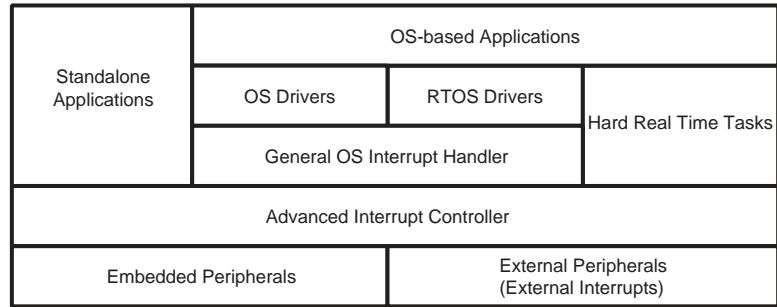 OS-based Applications
Standalone
Applications
OS Drivers
RTOS Drivers
Hard Real Time Tasks
General OS Interrupt Handler
Advanced Interrupt Controller
Embedded Peripherals
External Peripherals
(External Interrupts)